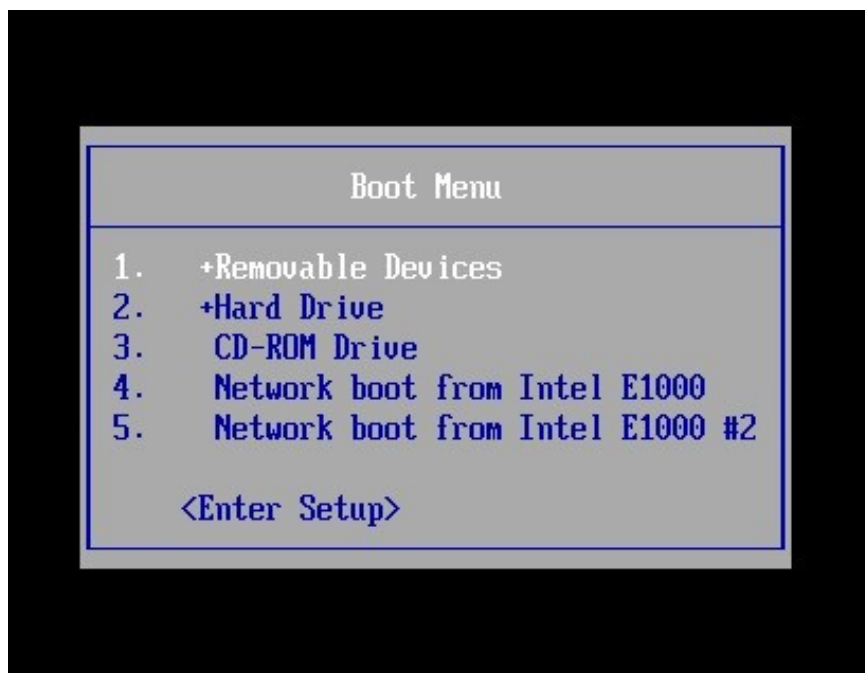 Boot Menu
1. +Removable Devices
2. +Hard Drive
3. CD-ROM Drive
4. Network boot from Intel E1000
5. Network boot from Intel E1000 #2
<Enter Setup>